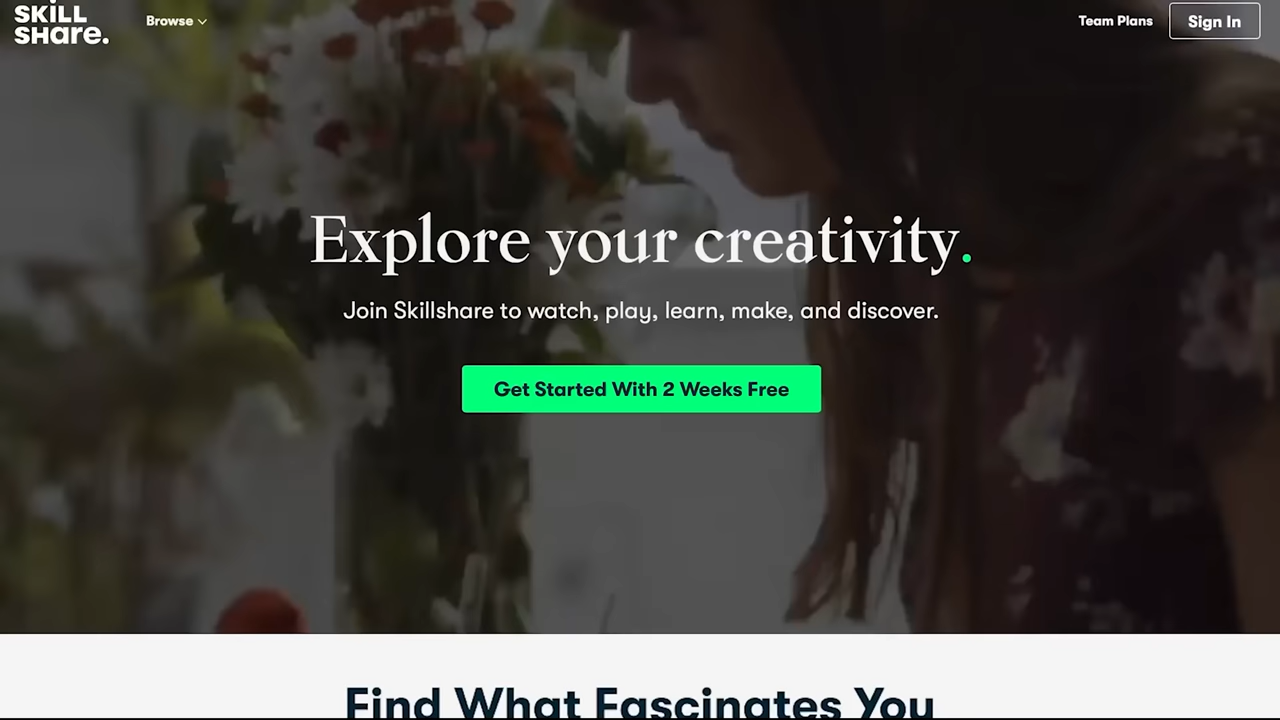 SKILL
SHare.
Browse
Team Plans
Sign In
Explore your creativity.
Join Skillshare to watch, play, learn, make, and discover.
Get Started With 2 Weeks Free
Find What Fascinates You